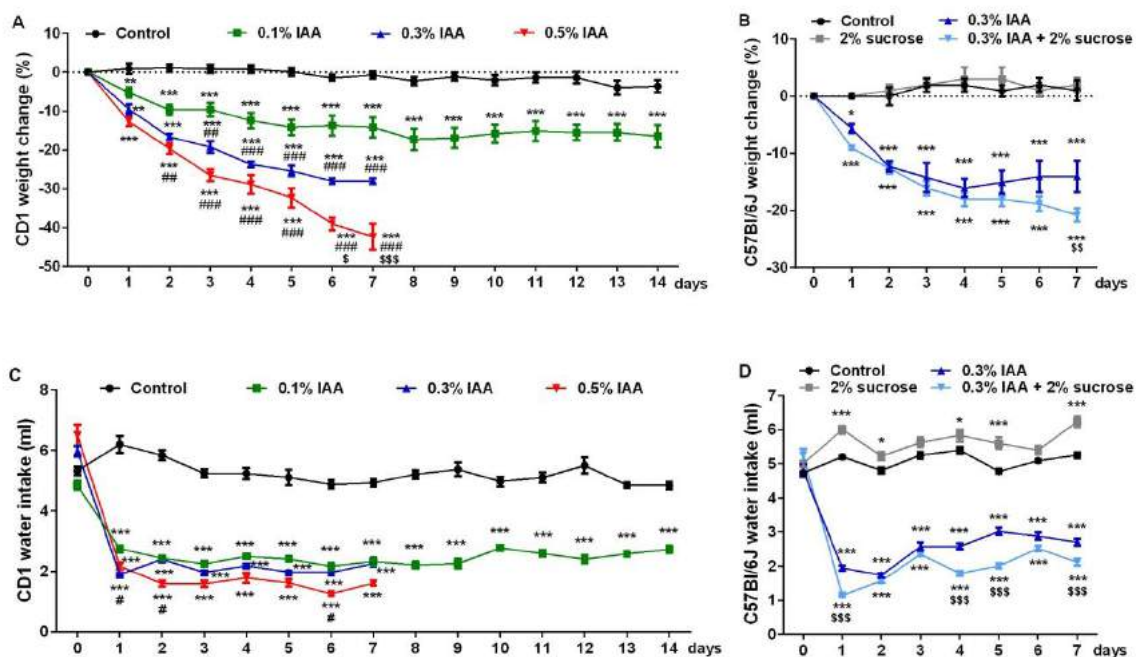 A
Control
0.1% IAA
0.3% IAA
0.5% IAA
CD1 weight change (%)
10
0
-10
-20
-30
-40
-50
** *** *** *** *** *** *** *** *** *** *** *** *** ***
** *** *** *** *** *** ***
## ### ### ### ###
*** *** *** *** *** *** ***
## ### ### ### ### ###
$ $$$
0 1 2 3 4 5 6 7 8 9 10 11 12 13 14 days
B
Control
0.3% IAA
2% sucrose
0.3% IAA + 2% sucrose
C57Bl/6J weight change (%)
10
0
-10
-20
-30
* *** *** *** *** *** ***
*** *** *** *** *** *** ***
$$
0 1 2 3 4 5 6 7 days
C
Control
0.1% IAA
0.3% IAA
0.5% IAA
CD1 water intake (ml)
8
6
4
2
0
*** *** *** *** *** *** *** *** *** *** *** *** *** ***
*** *** *** *** *** *** ***
*** *** *** *** *** ***
# # #
0 1 2 3 4 5 6 7 8 9 10 11 12 13 14 days
D
Control
0.3% IAA
2% sucrose
0.3% IAA + 2% sucrose
C57Bl/6J water intake (ml)
7
6
5
4
3
2
1
0
*** * * *** ***
*** *** *** *** *** *** ***
*** *** *** *** *** ***
$$$ $$$ $$$ $$$
0 1 2 3 4 5 6 7 days